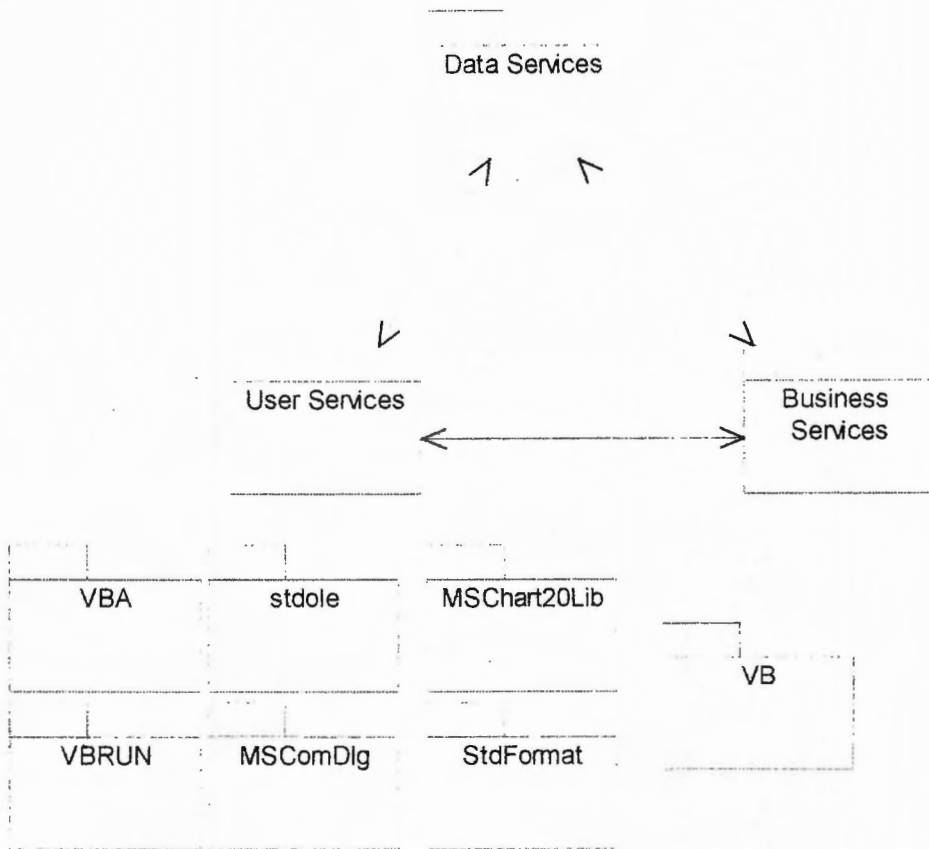 Data Services
User Services
Business
Services
VBA
stdole
MSChart20Lib
VB
VBRUN
MSComDlg
StdFormat